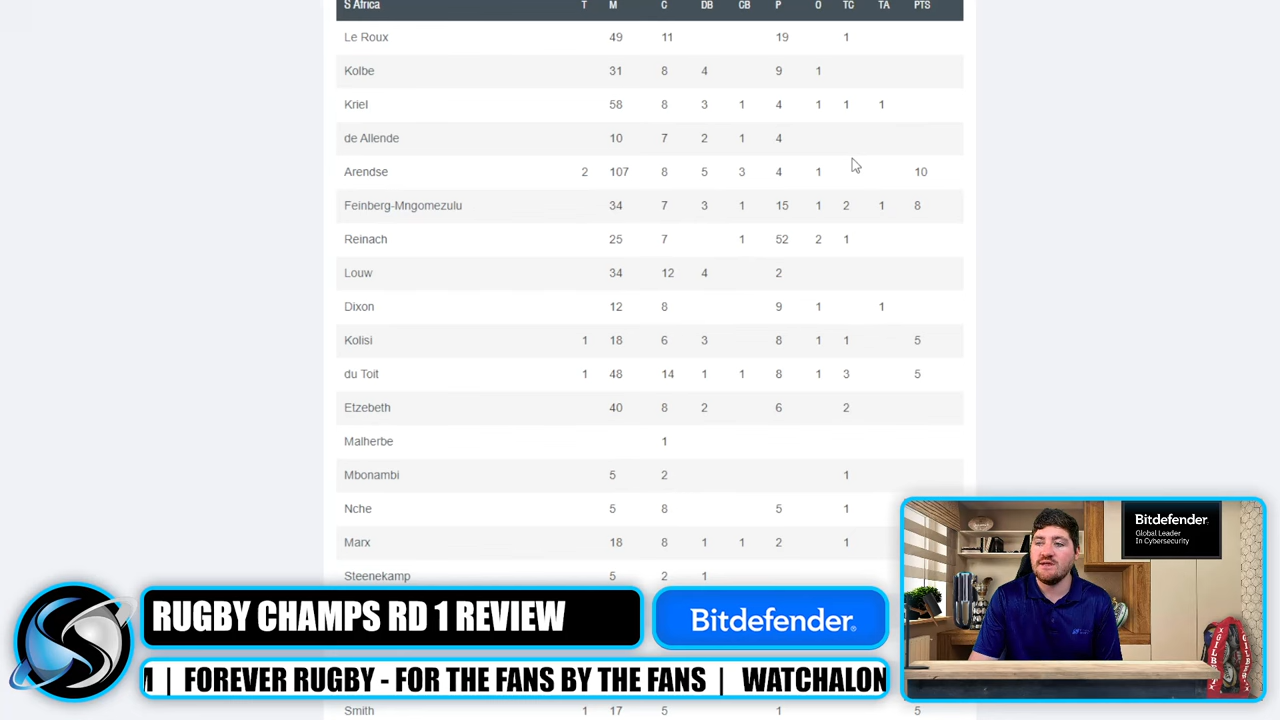 S Africa T M C DB CB P O TC TA PTS
Le Roux 49 11 19 1
Kolbe 31 8 4 9 1
Kriel 58 8 3 1 4 1 1 1
de Allende 10 7 2 1 4
Arendse 2 107 8 5 3 4 1 10
Feinberg-Mngomezulu 34 7 3 1 15 1 2 1 8
Reinach 25 7 1 52 2 1
Louw 34 12 4 2
Dixon 12 8 9 1 1
Kolisi 1 18 6 3 8 1 1 5
du Toit 1 48 14 1 1 8 1 3 5
Etzebeth 40 8 2 6 2
Malherbe 1
Mbonambi 5 2 1
Nche 5 8 5 1
Marx 18 8 1 1 2 1
Steenekamp 5 2 1
Bitdefender
Global Leader
In Cybersecurity
RUGBY CHAMPS RD 1 REVIEW
Bitdefender
M | FOREVER RUGBY - FOR THE FANS BY THE FANS | WATCHALON
GILBERT
Smith 1 17 5 1 5